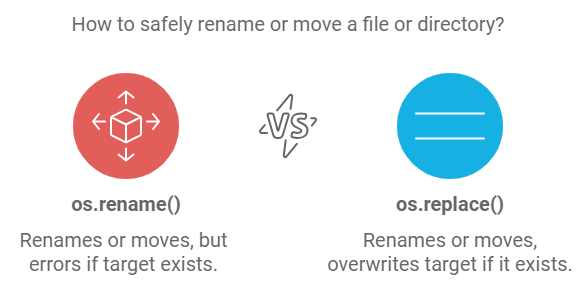 How to safely rename or move a file or directory?
VS
os.rename()
os.replace()
Renames or moves, but
errors if target exists.
Renames or moves,
overwrites target if it exists.